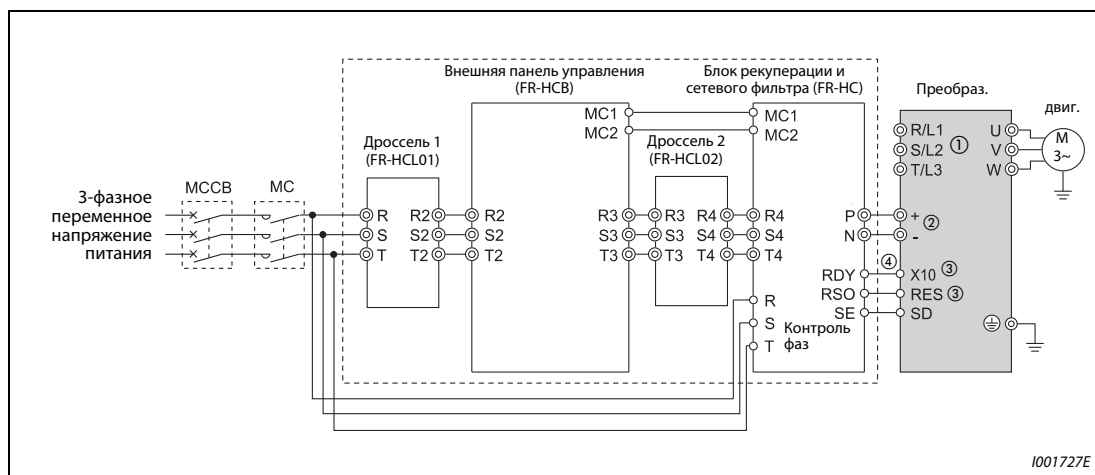 Внешняя панель управления
(FR-HCB)
Блок рекуперации и
сетевого фильтра (FR-HC)
Преобраз.
двиг.
MC1
MC2
MC1
MC2
Дроссель 1
(FR-HCL01)
Дроссель 2
(FR-HCL02)
R/L1
S/L2
T/L3
①
U
V
W
M
3~
MCCB
MC
3-фазное
переменное
напряжение
питания
R R2 R2 R3 R3 R4 R4
S S2 S2 S3 S3 S4 S4
T T2 T2 T3 T3 T4 T4
P +
N -
②
④
RDY X10 ③
RSO RES ③
SE SD
R
S
T
Контроль
фаз
I001727E